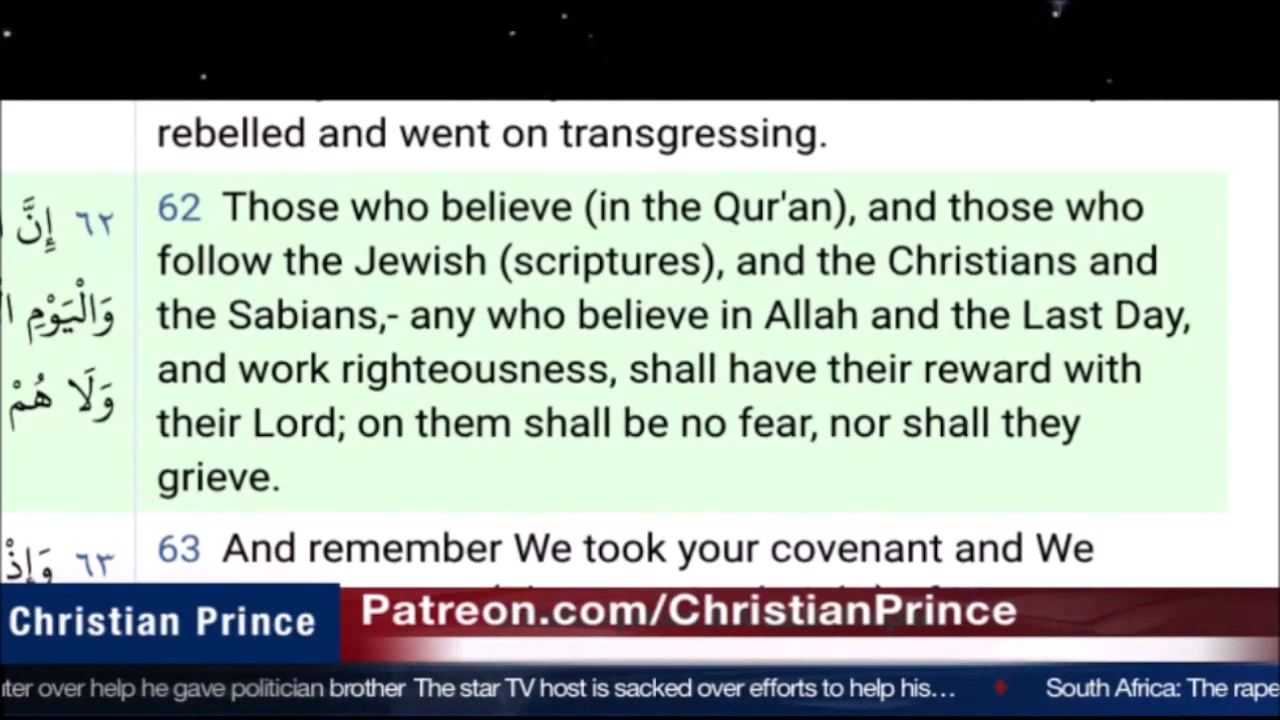 rebelled and went on transgressing.
٦٢ إِنَّ
62 Those who believe (in the Qur'an), and those who
follow the Jewish (scriptures), and the Christians and
وَالْيَوْمِ
the Sabians,- any who believe in Allah and the Last Day,
and work righteousness, shall have their reward with
وَلَا هُمْ
their Lord; on them shall be no fear, nor shall they
grieve.
٦٣ وَإِذْ
63 And remember We took your covenant and We
Christian Prince
Patreon.com/ChristianPrince
over help he gave politician brother The star TV host is sacked over efforts to help his… ♦ South Africa: The rape